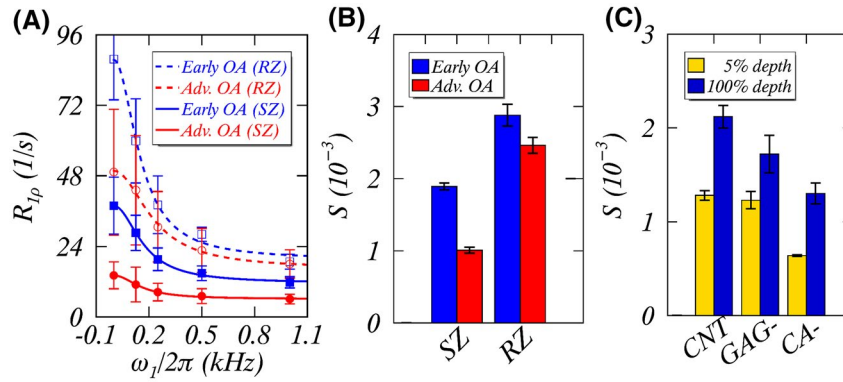 (A)
96
72
48
24
0
R1ρ (1/s)
Early OA (RZ)
Adv. OA (RZ)
Early OA (SZ)
Adv. OA (SZ)
-0.1 0.2 0.5 0.8 1.1
ω1/2π (kHz)
(B)
4
3
2
1
0
S (10⁻³)
Early OA
Adv. OA
SZ RZ
(C)
3
2
1
0
S (10⁻³)
5% depth
100% depth
CNT GAG- CA-